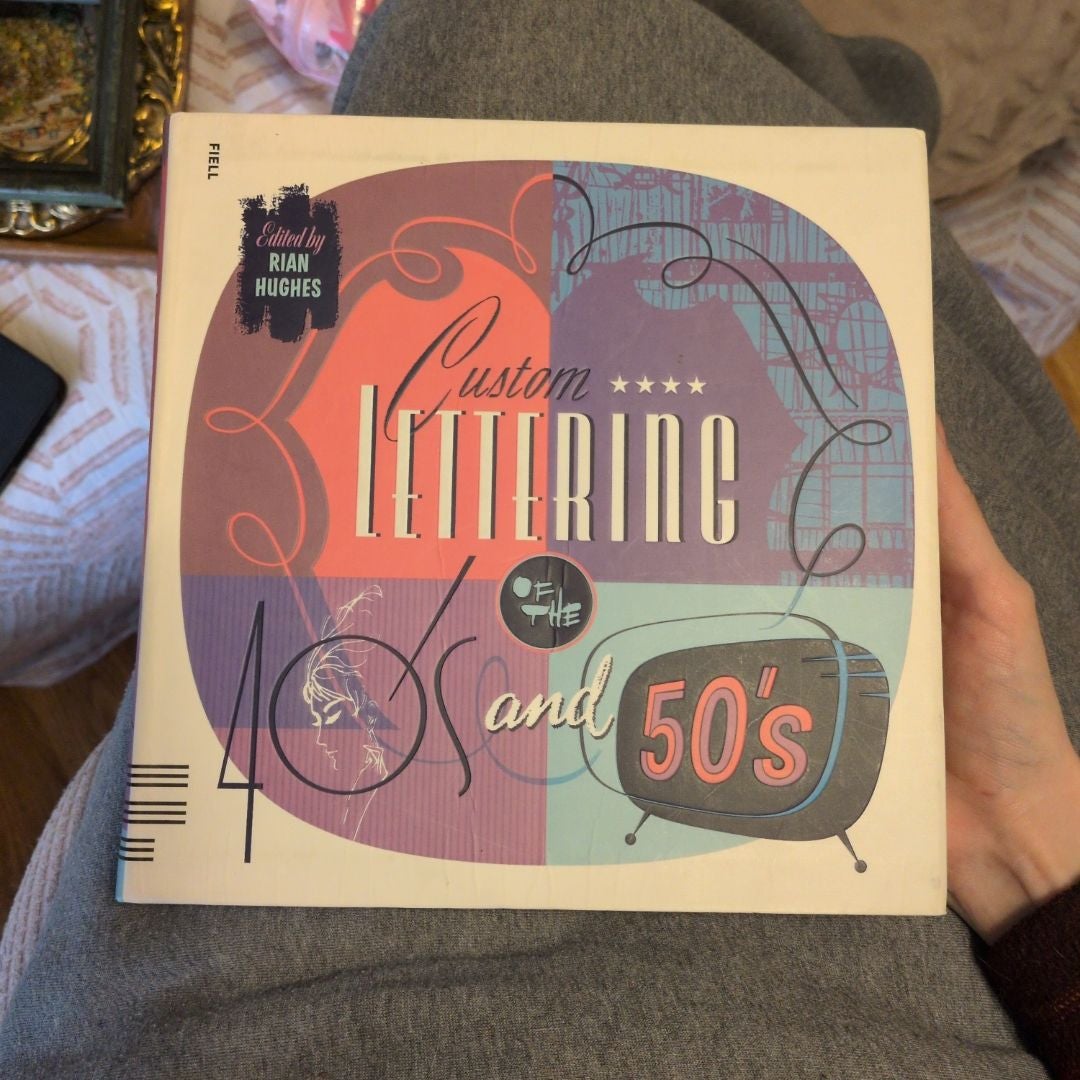 FIELL
Edited by
RIAN
HUGHES
Custom
LETTERING
OF
THE
40's and 50's